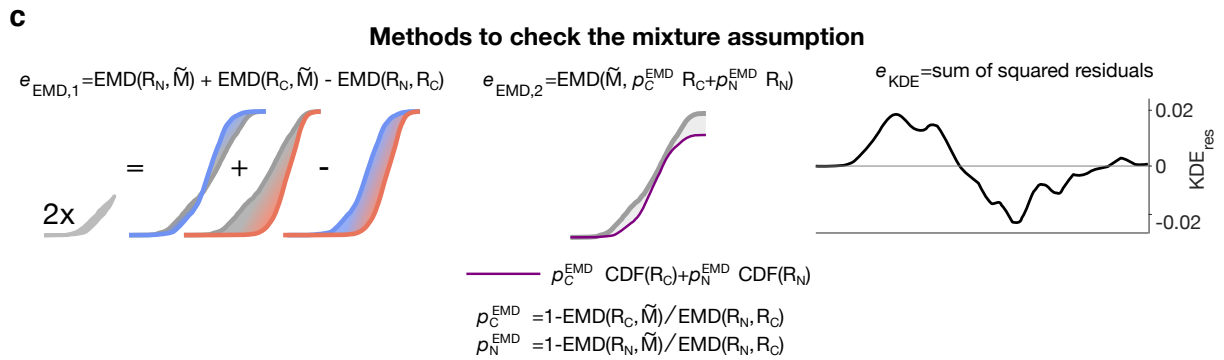 c
Methods to check the mixture assumption
e_EMD,1=EMD(R_N, M̃) + EMD(R_C, M̃) - EMD(R_N, R_C)
2x = + -
e_EMD,2=EMD(M̃, p_C^EMD R_C+p_N^EMD R_N)
p_C^EMD CDF(R_C)+p_N^EMD CDF(R_N)
p_C^EMD =1-EMD(R_C, M̃)/EMD(R_N, R_C)
p_N^EMD =1-EMD(R_N, M̃)/EMD(R_N, R_C)
e_KDE=sum of squared residuals
0.02
0
-0.02
KDE_res